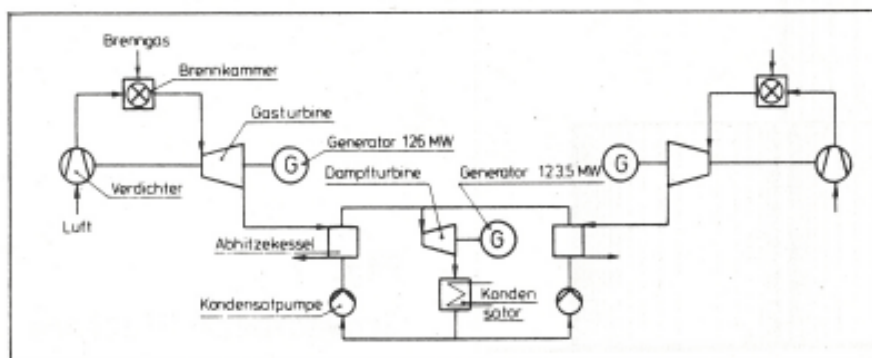 Brenngas
Brennkammer
Gasturbine
G
Generator 126 MW
Verdichter
Luft
Dampfturbine
Generator 123.5 MW
G
G
Abhitzekessel
Kondensatpumpe
Konden
sator